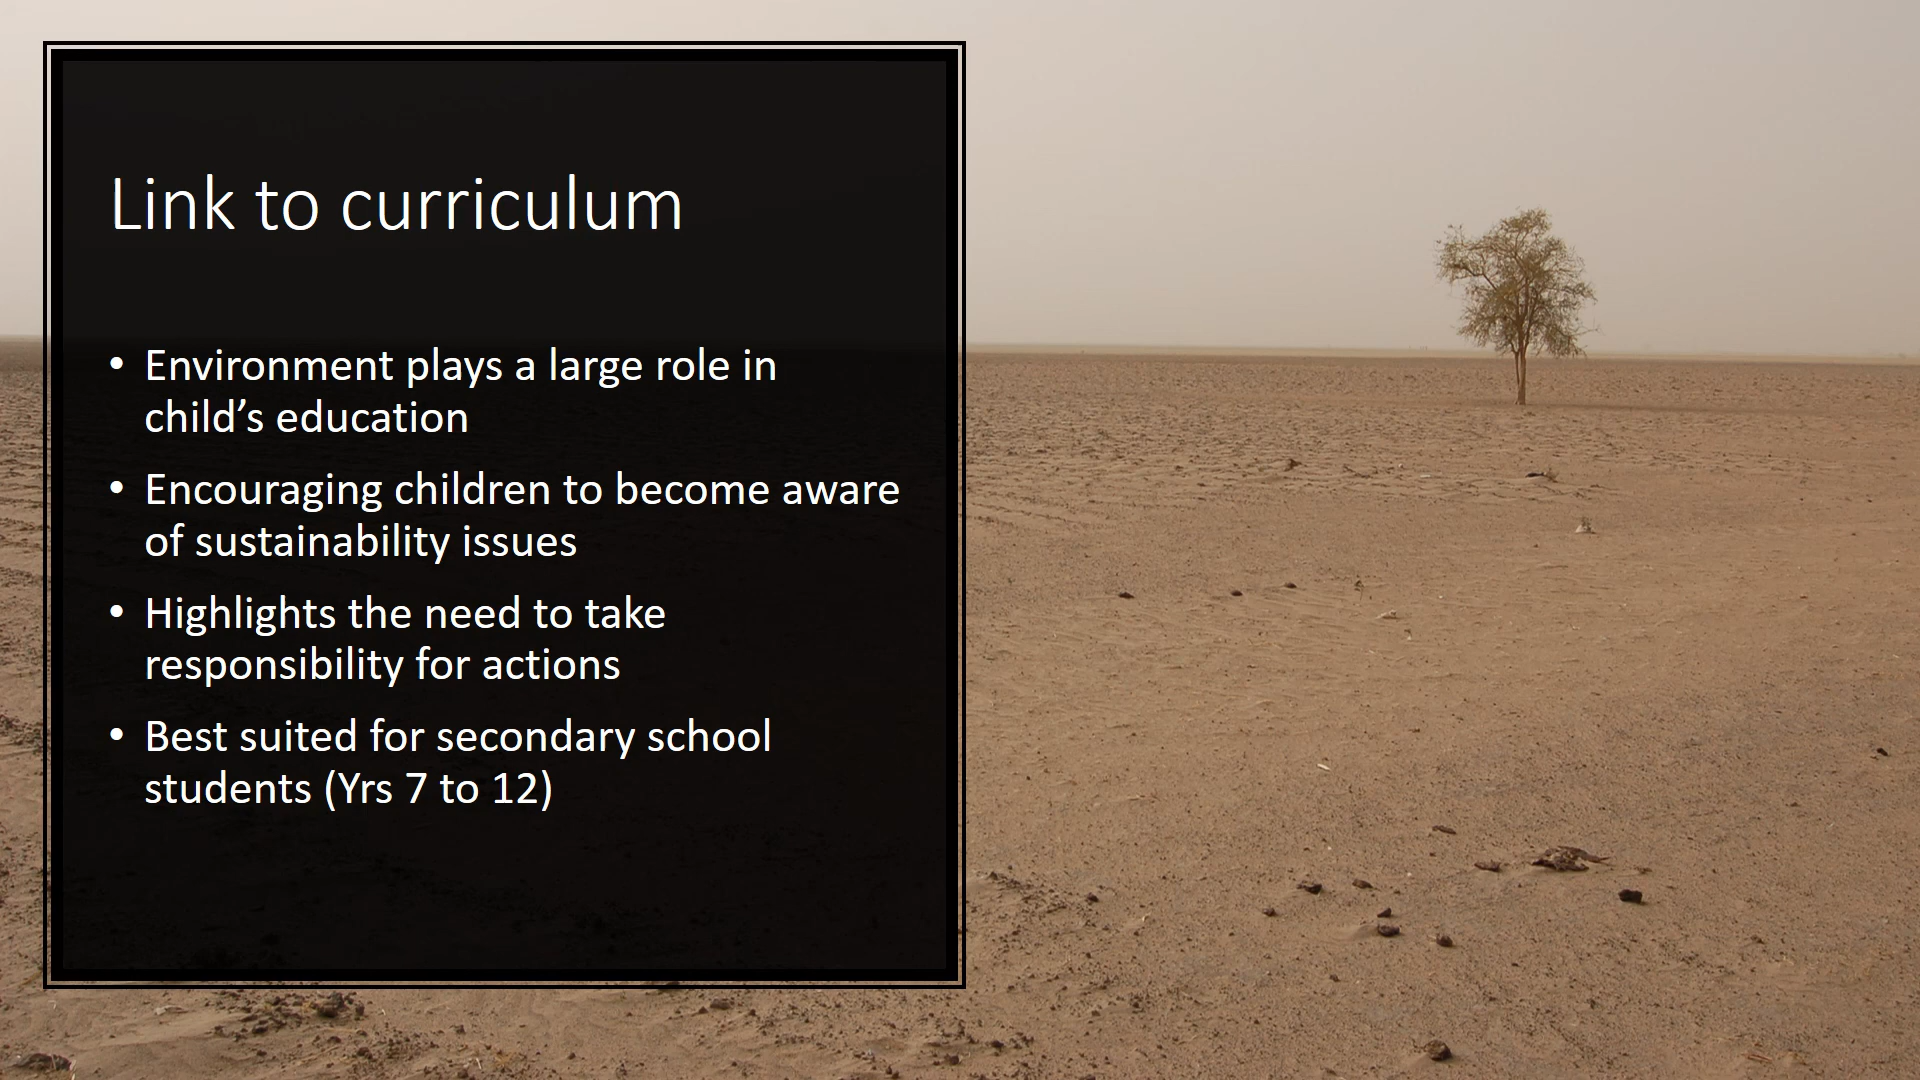 Link to curriculum
• Environment plays a large role in
child’s education
• Encouraging children to become aware
of sustainability issues
• Highlights the need to take
responsibility for actions
• Best suited for secondary school
students (Yrs 7 to 12)